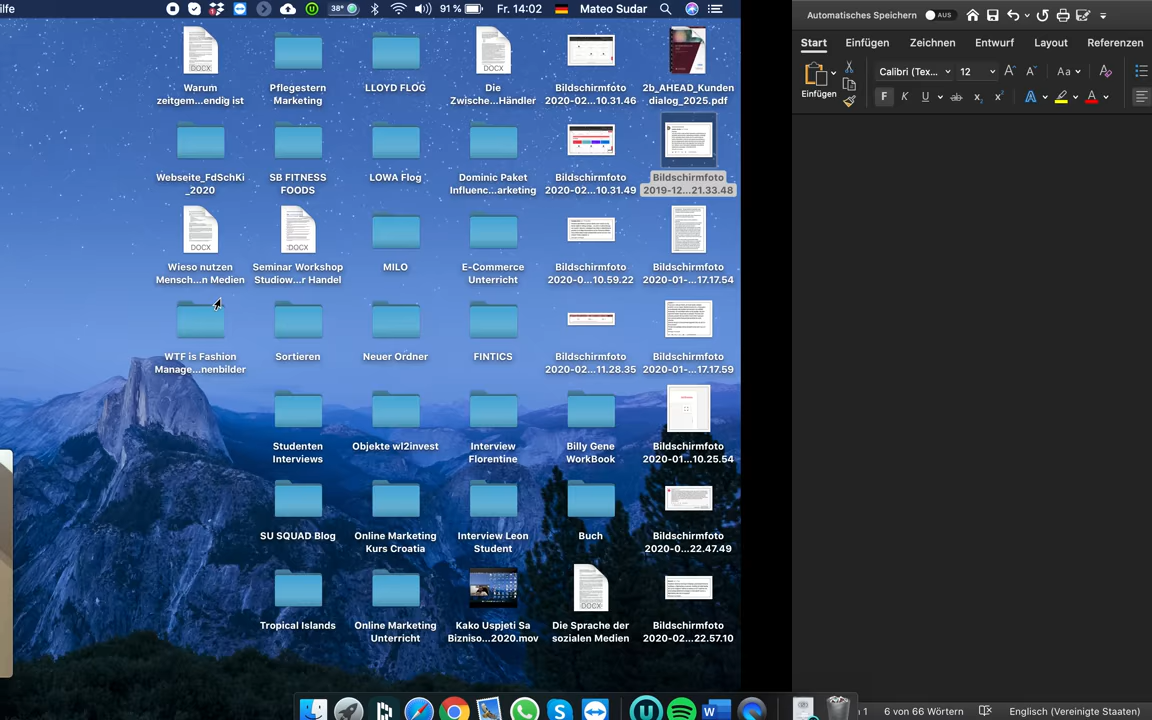 ilfe
38°
91 %
Fr. 14:02
Mateo Sudar
Warum
zeitgem...endig ist
Pflegestern
Marketing
LLOYD FLOG
Die
Zwische...Händler
Bildschirmfoto
2020-02...10.31.46
2b_AHEAD_Kunden
dialog_2025.pdf
DOCX
DOCX
Webseite_FdSchKi
_2020
SB FITNESS
FOODS
LOWA Flog
Dominic Paket
Influenc...arketing
Bildschirmfoto
2020-02...10.31.49
Bildschirmfoto
2019-12...21.33.48
DOCX
DOCX
Wieso nutzen
Mensch...n Medien
Seminar Workshop
Studiow...r Handel
MILO
E-Commerce
Unterricht
Bildschirmfoto
2020-0...10.59.22
Bildschirmfoto
2020-01-...17.17.54
WTF is Fashion
Manage...nenbilder
Sortieren
Neuer Ordner
FINTICS
Bildschirmfoto
2020-02...11.28.35
Bildschirmfoto
2020-01-...17.17.59
Studenten
Interviews
Objekte wI2invest
Interview
Florentine
Billy Gene
WorkBook
Bildschirmfoto
2020-01...10.25.54
SU SQUAD Blog
Online Marketing
Kurs Croatia
Interview Leon
Student
Buch
Bildschirmfoto
2020-0...22.47.49
DOCX
Tropical Islands
Online Marketing
Unterricht
Kako Uspjeti Sa
Bizniso...2020.mov
Die Sprache der
sozialen Medien
Bildschirmfoto
2020-02...22.57.10
Automatisches Speichern
AUS
Start
Einfügen
Zeichnen
Entwurf
Layout
Referenzen
Einfügen
Calibri (Tex...
12
Aa
F K U ab x₂ x² A A
1
6 von 66 Wörtern
Englisch (Vereinigte Staaten)